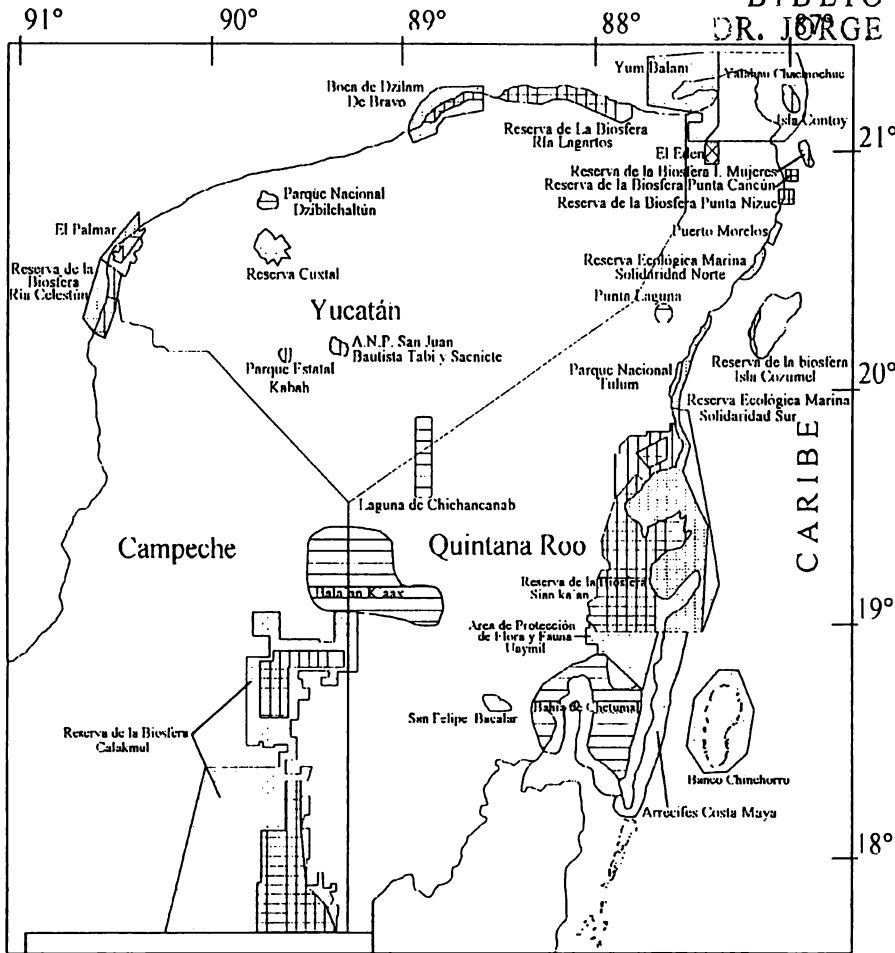 91°
90°
89°
88°
87°
DR. JORGE
Yum Balam
Yalahau Chacmochuc
Isla Contoy
Boca de Dzilam
De Bravo
Reserva de La Biosfera
Ría Lagartos
21°
El Eden
Reserva de la Biosfera I. Mujeres
Reserva de la Biosfera Punta Cancún
Reserva de la Biosfera Punta Nizuc
Parque Nacional
Dzibilchaltún
El Palmar
Puerto Morelos
Reserva de la
Biosfera
Ría Celestún
Reserva Cuxtal
Reserva Ecológica Marina
Solidaridad Norte
Yucatán
Punta Laguna
A.N.P. San Juan
Bautista Tabi y Sacnicte
Parque Estatal
Kabah
Parque Nacional
Tulum
Reserva de la biosfera
Isla Cozumel
20°
Reserva Ecológica Marina
Solidaridad Sur
CARIBE
Laguna de Chichancanab
Campeche
Quintana Roo
Bala'an K'aax
Reserva de la Biosfera
Sian ka'an
19°
Area de Protección
de Flora y Fauna
Uaymil
San Felipe Bacalar
Bahía de Chetumal
Reserva de la Biosfera
Calakmul
Banco Chinchorro
Arrecifes Costa Maya
18°